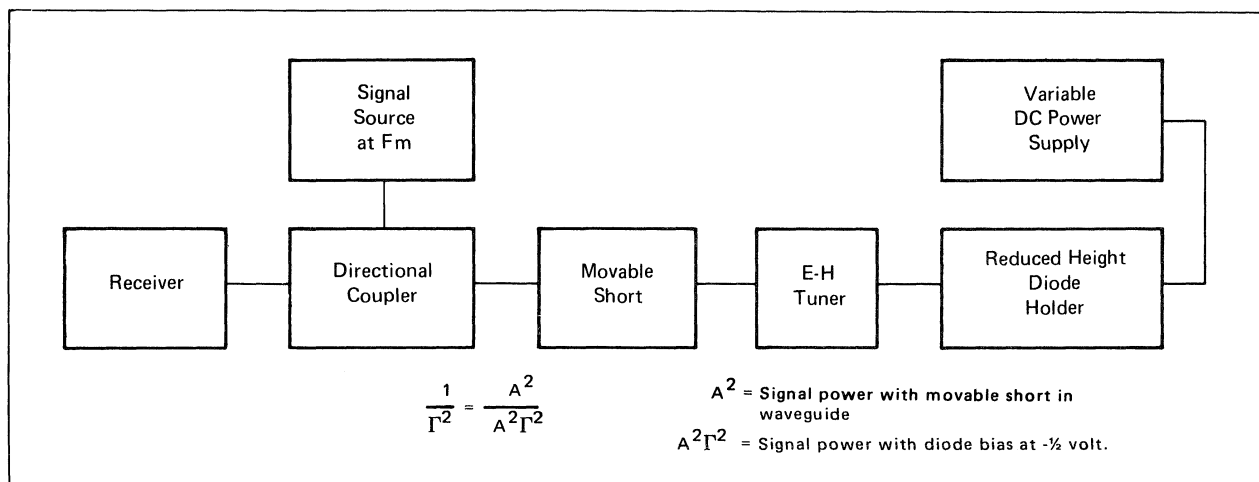 Signal
Source
at Fm
Variable
DC Power
Supply
Receiver
Directional
Coupler
Movable
Short
E-H
Tuner
Reduced Height
Diode
Holder
1/Γ² = A²/A²Γ²
A² = Signal power with movable short in
waveguide
A²Γ² = Signal power with diode bias at -½ volt.